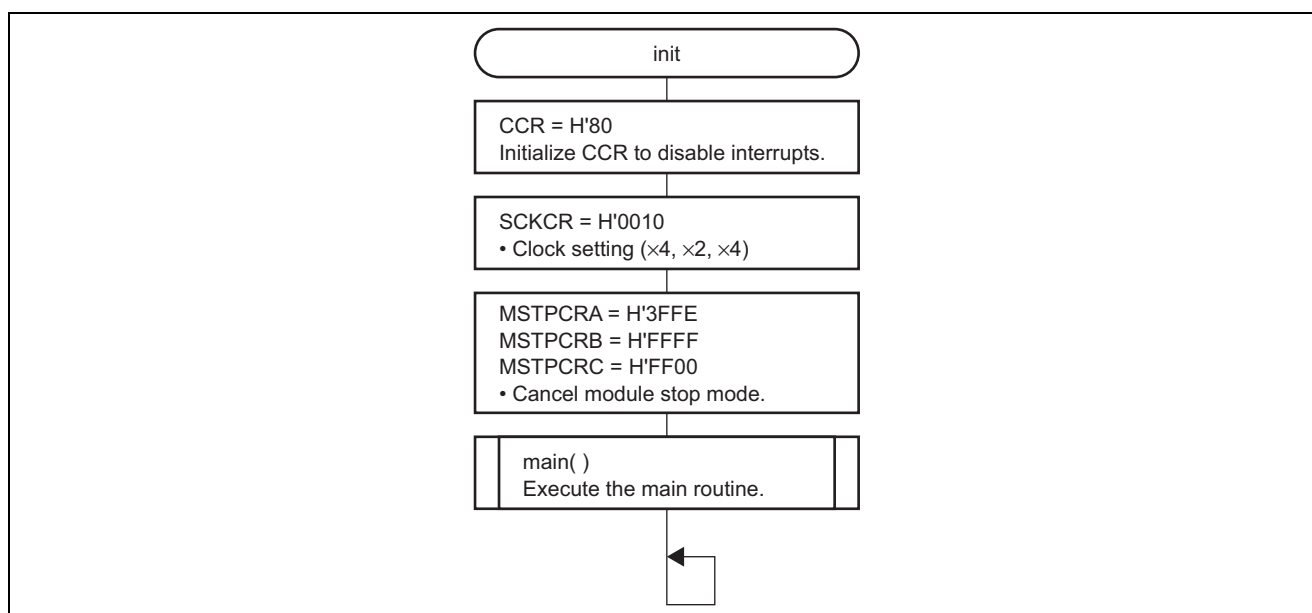 init
CCR = H'80
Initialize CCR to disable interrupts.
SCKCR = H'0010
• Clock setting (×4, ×2, ×4)
MSTPCRA = H'3FFE
MSTPCRB = H'FFFF
MSTPCRC = H'FF00
• Cancel module stop mode.
main( )
Execute the main routine.